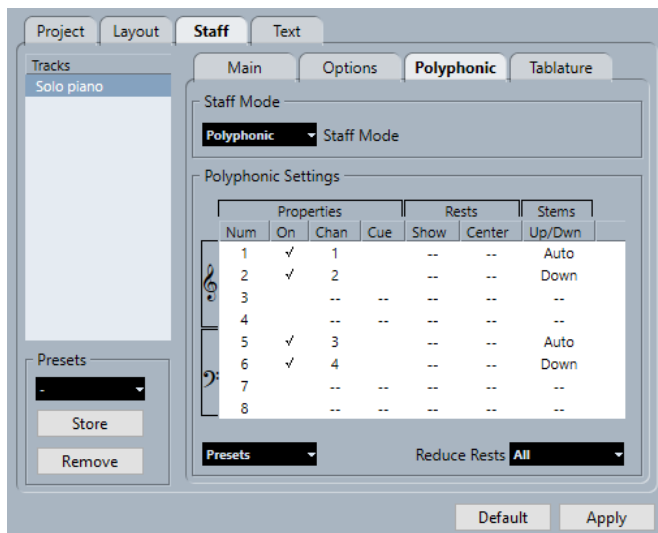 Project Layout Staff Text
Tracks
Solo piano
Main Options Polyphonic Tablature
Staff Mode
Polyphonic Staff Mode
Polyphonic Settings
Properties Rests Stems
Num On Chan Cue Show Center Up/Dwn
1 √ 1 -- -- Auto
2 √ 2 -- -- Down
3 -- -- -- -- --
4 -- -- -- -- --
5 √ 3 -- -- Auto
6 √ 4 -- -- Down
7 -- -- -- -- --
8 -- -- -- -- --
Presets
-
Store
Remove
Presets Reduce Rests All
Default Apply